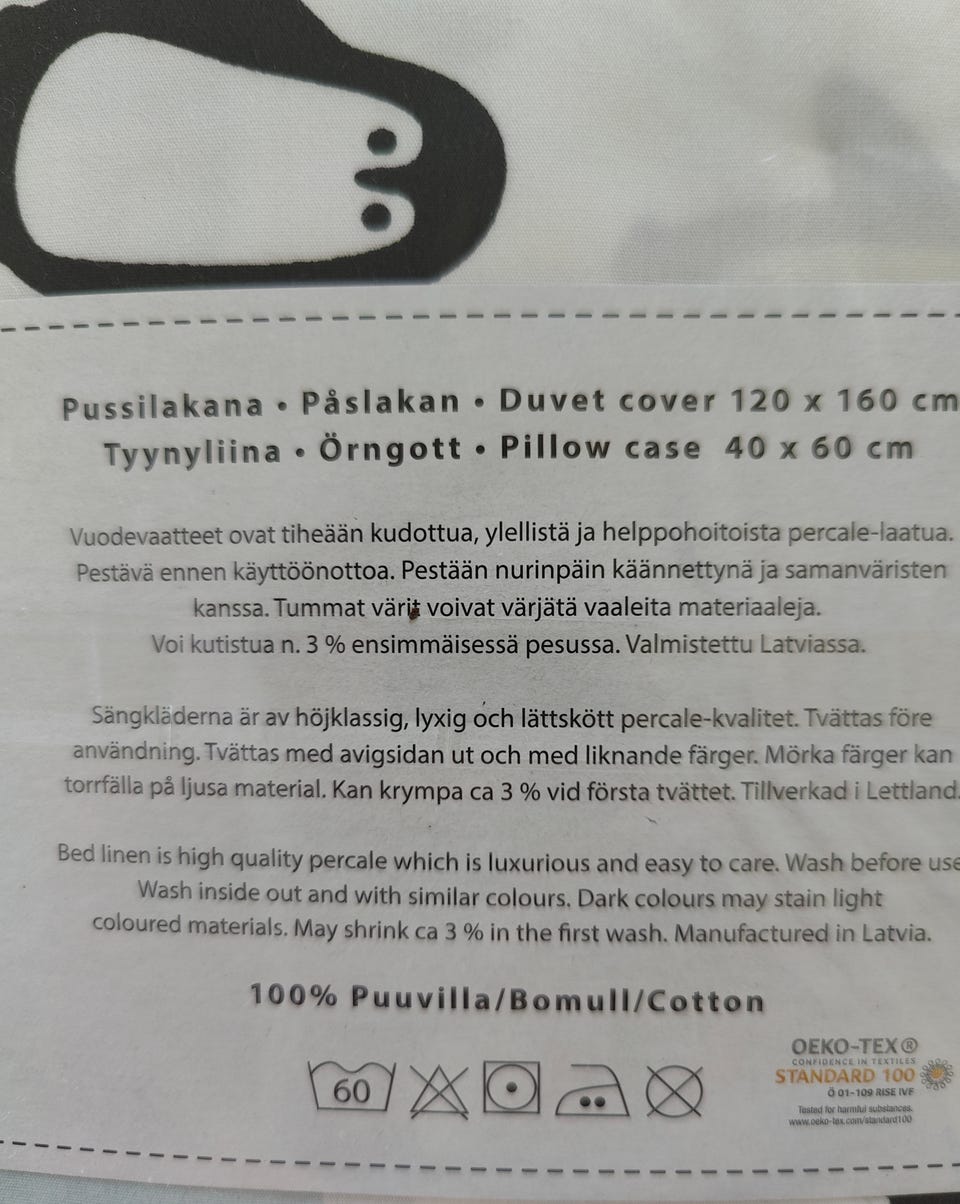 Pussilakana • Påslakan • Duvet cover 120 x 160 cm
Tyynyliina • Örngott • Pillow case 40 x 60 cm
Vuodevaatteet ovat tiheään kudottua, ylellistä ja helppohoitoista percale-laatua.
Pestävä ennen käyttöönottoa. Pestään nurinpäin käännettynä ja samanväristen
kanssa. Tummat värit voivat värjätä vaaleita materiaaleja.
Voi kutistua n. 3 % ensimmäisessä pesussa. Valmistettu Latviassa.
Sängkläderna är av höjklassig, lyxig och lättskött percale-kvalitet. Tvättas före
användning. Tvättas med avigsidan ut och med liknande färger. Mörka färger kan
torrfälla på ljusa material. Kan krympa ca 3 % vid första tvättet. Tillverkad i Lettland.
Bed linen is high quality percale which is luxurious and easy to care. Wash before use
Wash inside out and with similar colours. Dark colours may stain light
coloured materials. May shrink ca 3 % in the first wash. Manufactured in Latvia.
100% Puuvilla/Bomull/Cotton
60
OEKO-TEX®
CONFIDENCE IN TEXTILES
STANDARD 100
Ö 01-109 RISE IVF
Tested for harmful substances.
www.oeko-tex.com/standard100